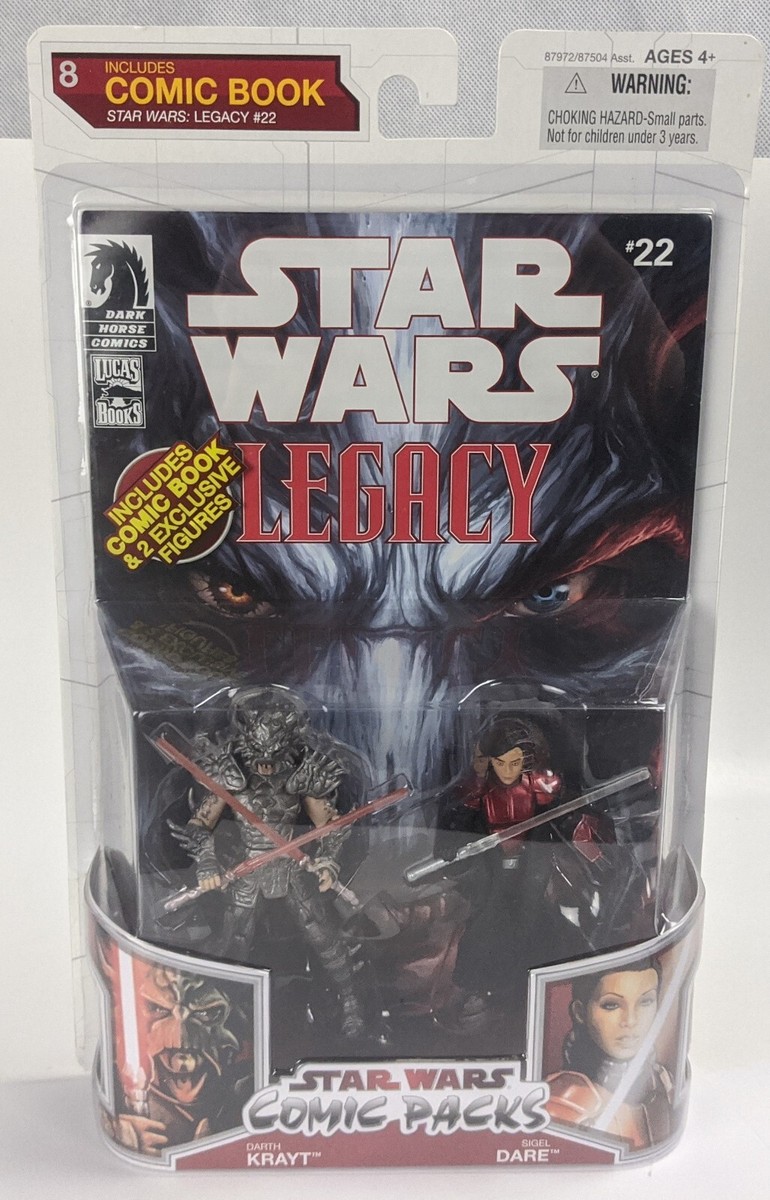 8
INCLUDES
COMIC BOOK
STAR WARS: LEGACY #22
87972/87504 Asst. AGES 4+
WARNING:
CHOKING HAZARD-Small parts.
Not for children under 3 years.
STAR
WARS®
#22
DARK
HORSE
COMICS
LUCAS
BOOKS
LEGACY
INCLUDES
COMIC BOOK
& 2 EXCLUSIVE
FIGURES
STAR WARS
COMIC PACKS
DARTH
KRAYT™
SIGEL
DARE™